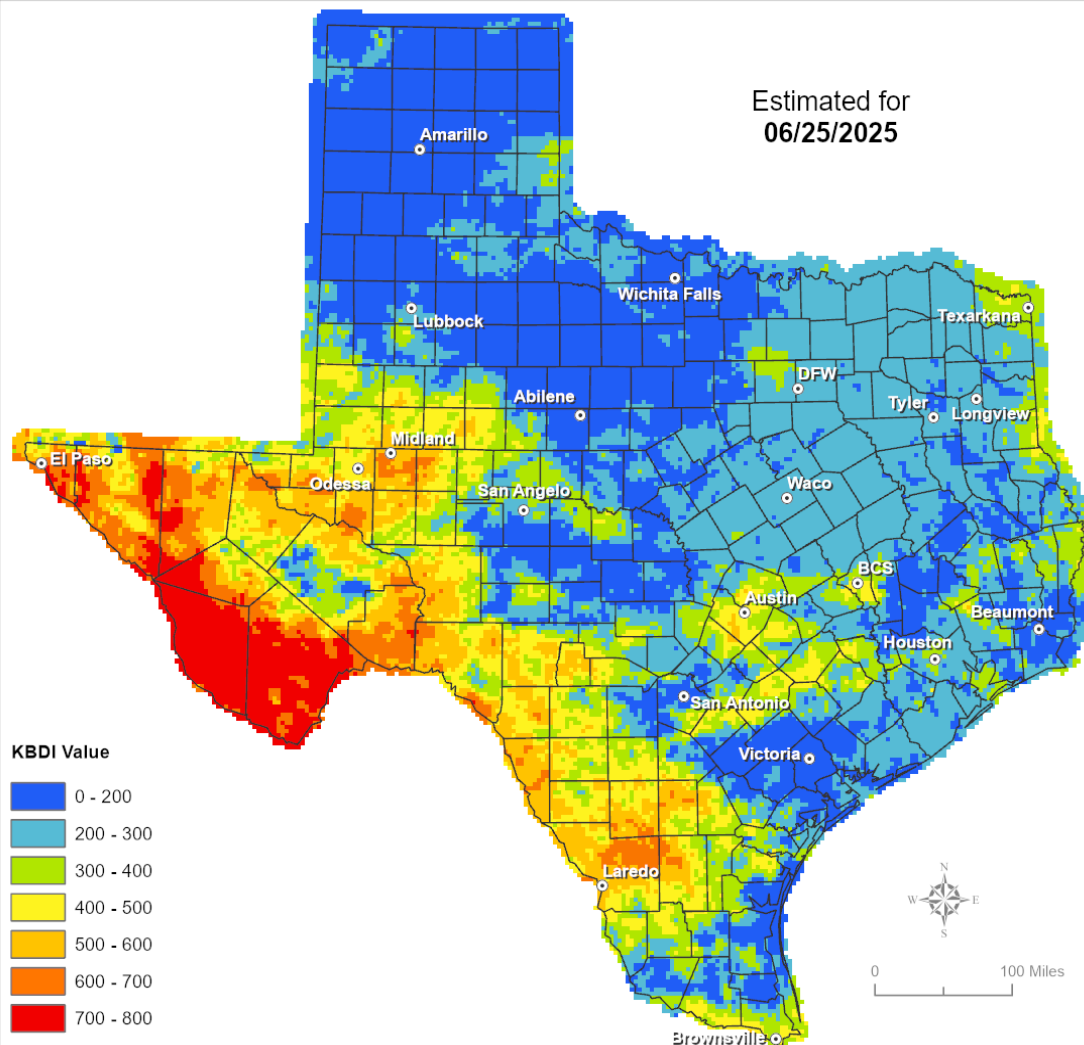 Estimated for
06/25/2025
Amarillo
Wichita Falls
Lubbock
Texarkana
DFW
Abilene
Tyler
Longview
Midland
El Paso
Odessa
San Angelo
Waco
BCS
Austin
Beaumont
Houston
San Antonio
Victoria
Laredo
Brownsville
KBDI Value
0 - 200
200 - 300
300 - 400
400 - 500
500 - 600
600 - 700
700 - 800
N
W E
S
0 100 Miles